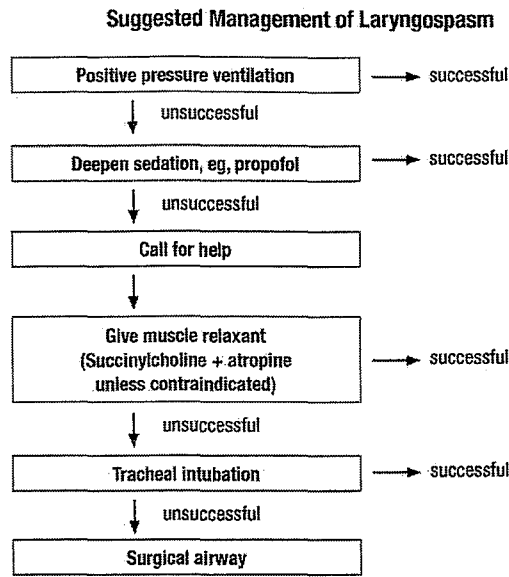 Suggested Management of Laryngospasm
Positive pressure ventilation
successful
unsuccessful
Deepen sedation, eg, propofol
successful
unsuccessful
Call for help
Give muscle relaxant
(Succinylcholine + atropine
unless contraindicated)
successful
unsuccessful
Tracheal intubation
successful
unsuccessful
Surgical airway